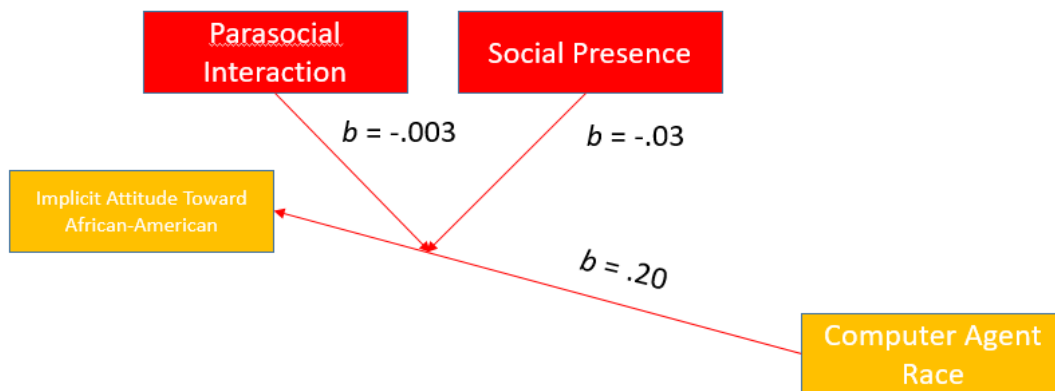 Parasocial
Interaction
Social Presence
b = -.003
b = -.03
Implicit Attitude Toward
African-American
b = .20
Computer Agent
Race